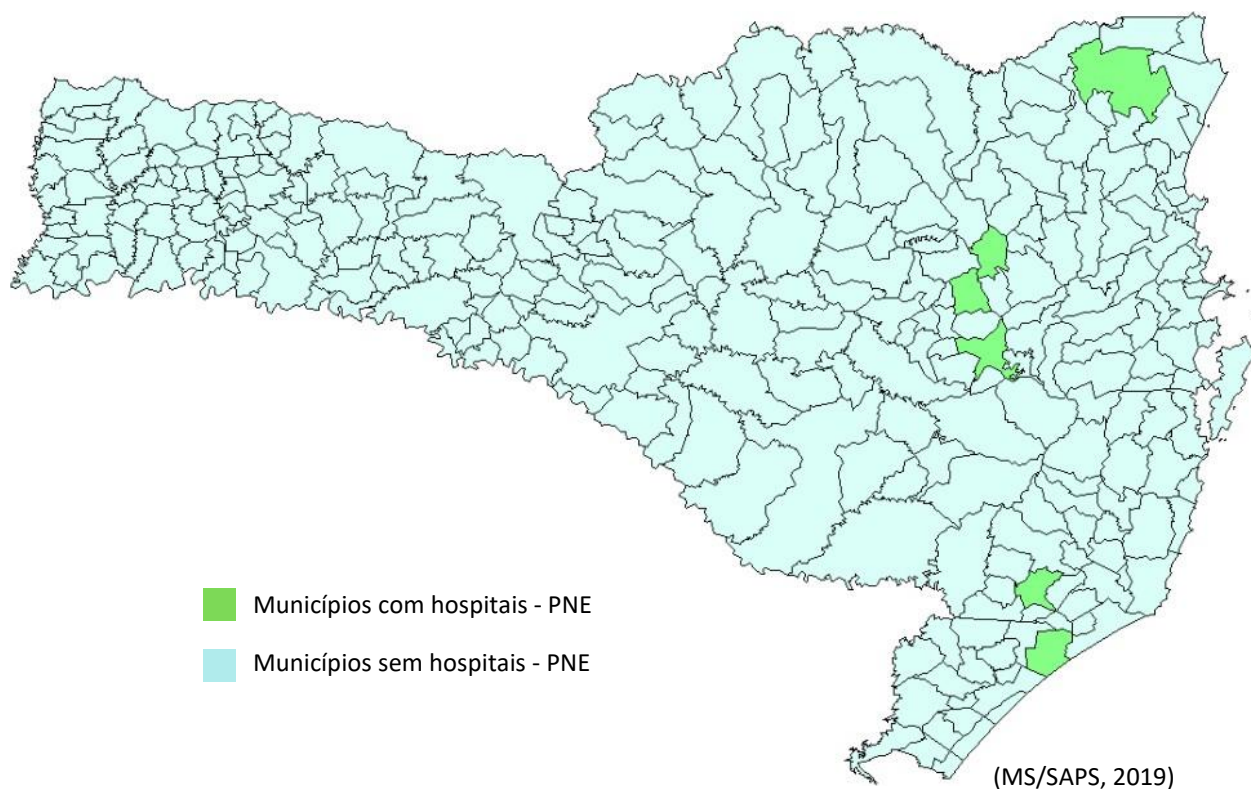 Municípios com hospitais - PNE
Municípios sem hospitais - PNE
(MS/SAPS, 2019)